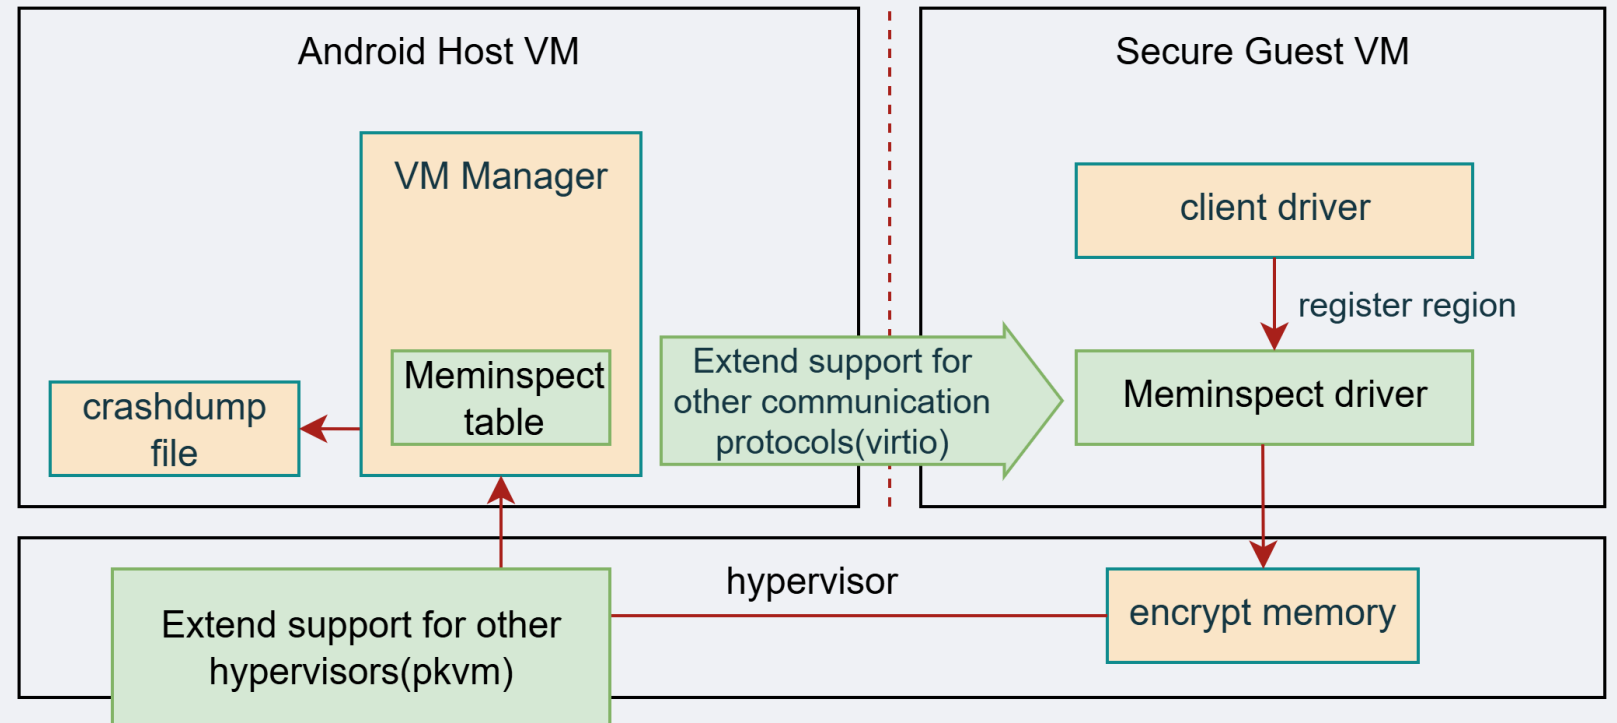 Android Host VM
VM Manager
Meminspect
table
crashdump
file
Extend support for
other communication
protocols(virtio)
Secure Guest VM
client driver
register region
Meminspect driver
hypervisor
Extend support for other
hypervisors(pkvm)
encrypt memory